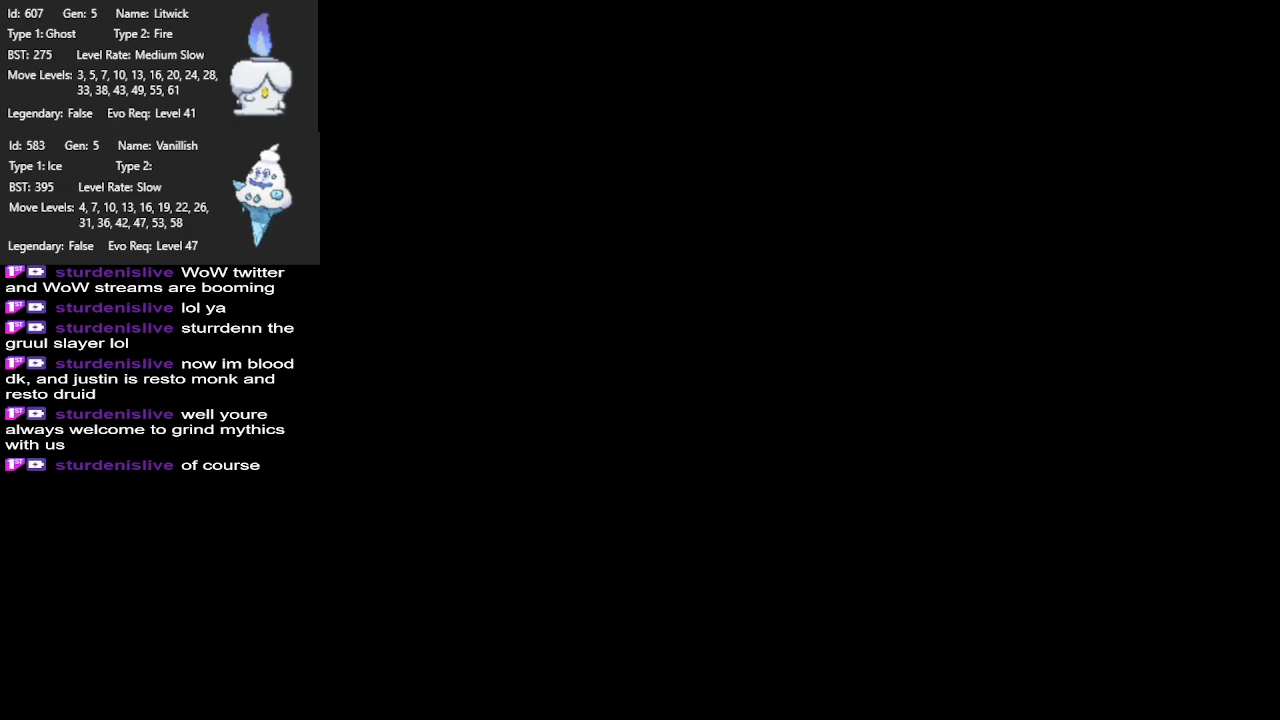 Id: 607 Gen: 5 Name: Litwick
Type 1: Ghost Type 2: Fire
BST: 275 Level Rate: Medium Slow
Move Levels: 3, 5, 7, 10, 13, 16, 20, 24, 28,
33, 38, 43, 49, 55, 61
Legendary: False Evo Req: Level 41
Id: 583 Gen: 5 Name: Vanillish
Type 1: Ice Type 2:
BST: 395 Level Rate: Slow
Move Levels: 4, 7, 10, 13, 16, 19, 22, 26,
31, 36, 42, 47, 53, 58
Legendary: False Evo Req: Level 47
1ST sturdenislive WoW twitter
and WoW streams are booming
1ST sturdenislive lol ya
1ST sturdenislive sturrdenn the
gruul slayer lol
1ST sturdenislive now im blood
dk, and justin is resto monk and
resto druid
1ST sturdenislive well youre
always welcome to grind mythics
with us
1ST sturdenislive of course